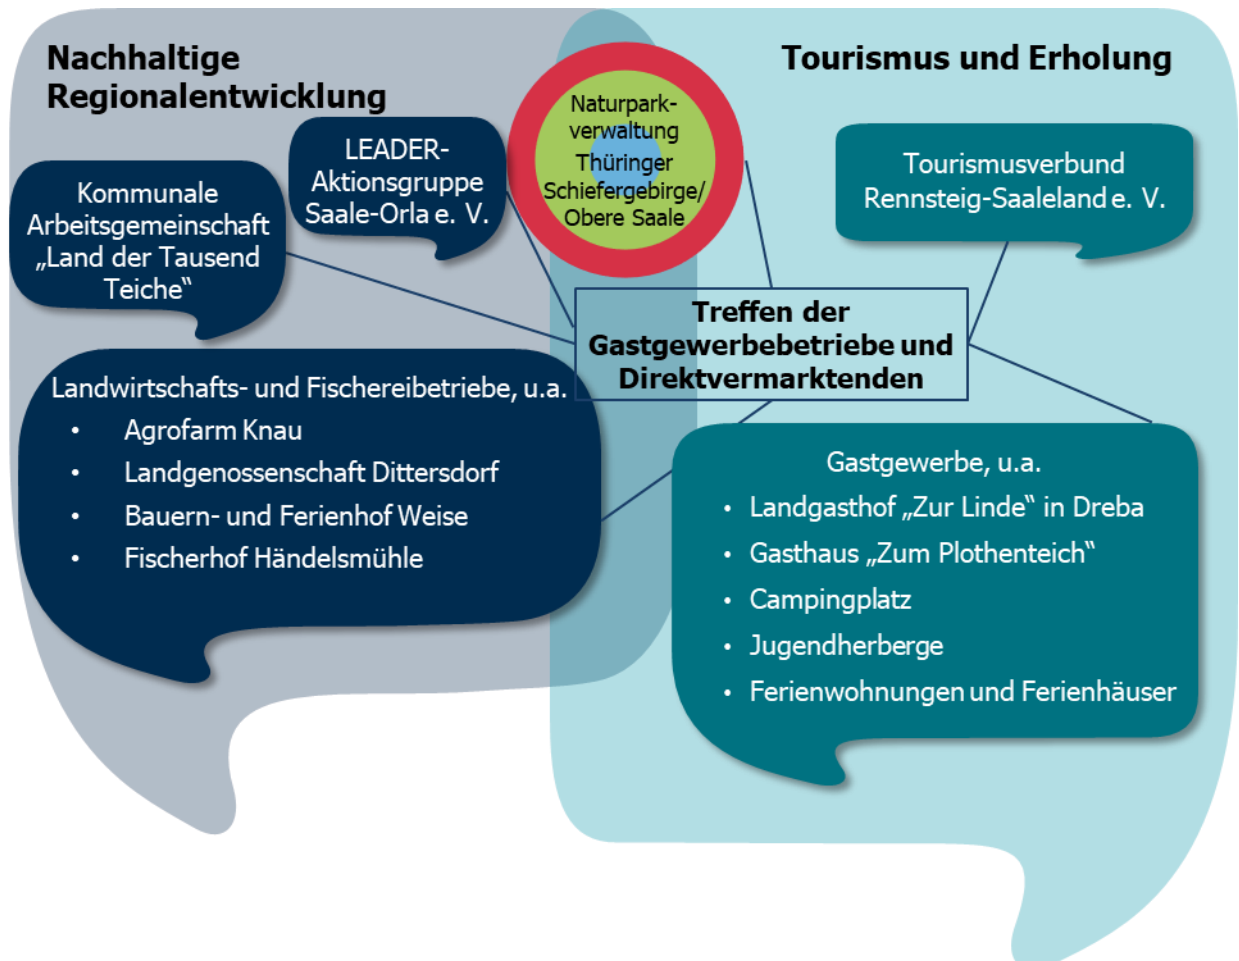 Nachhaltige
Regionalentwicklung
Tourismus und Erholung
Naturpark-
verwaltung
Thüringer
Schiefergebirge/
Obere Saale
LEADER-
Aktionsgruppe
Saale-Orla e. V.
Kommunale
Arbeitsgemeinschaft
„Land der Tausend
Teiche“
Tourismusverbund
Rennsteig-Saaleland e. V.
Treffen der
Gastgewerbebetriebe und
Direktvermarktenden
Landwirtschafts- und Fischereibetriebe, u.a.
• Agrofarm Knau
• Landgenossenschaft Dittersdorf
• Bauern- und Ferienhof Weise
• Fischerhof Händelsmühle
Gastgewerbe, u.a.
• Landgasthof „Zur Linde“ in Dreba
• Gasthaus „Zum Plothenteich“
• Campingplatz
• Jugendherberge
• Ferienwohnungen und Ferienhäuser